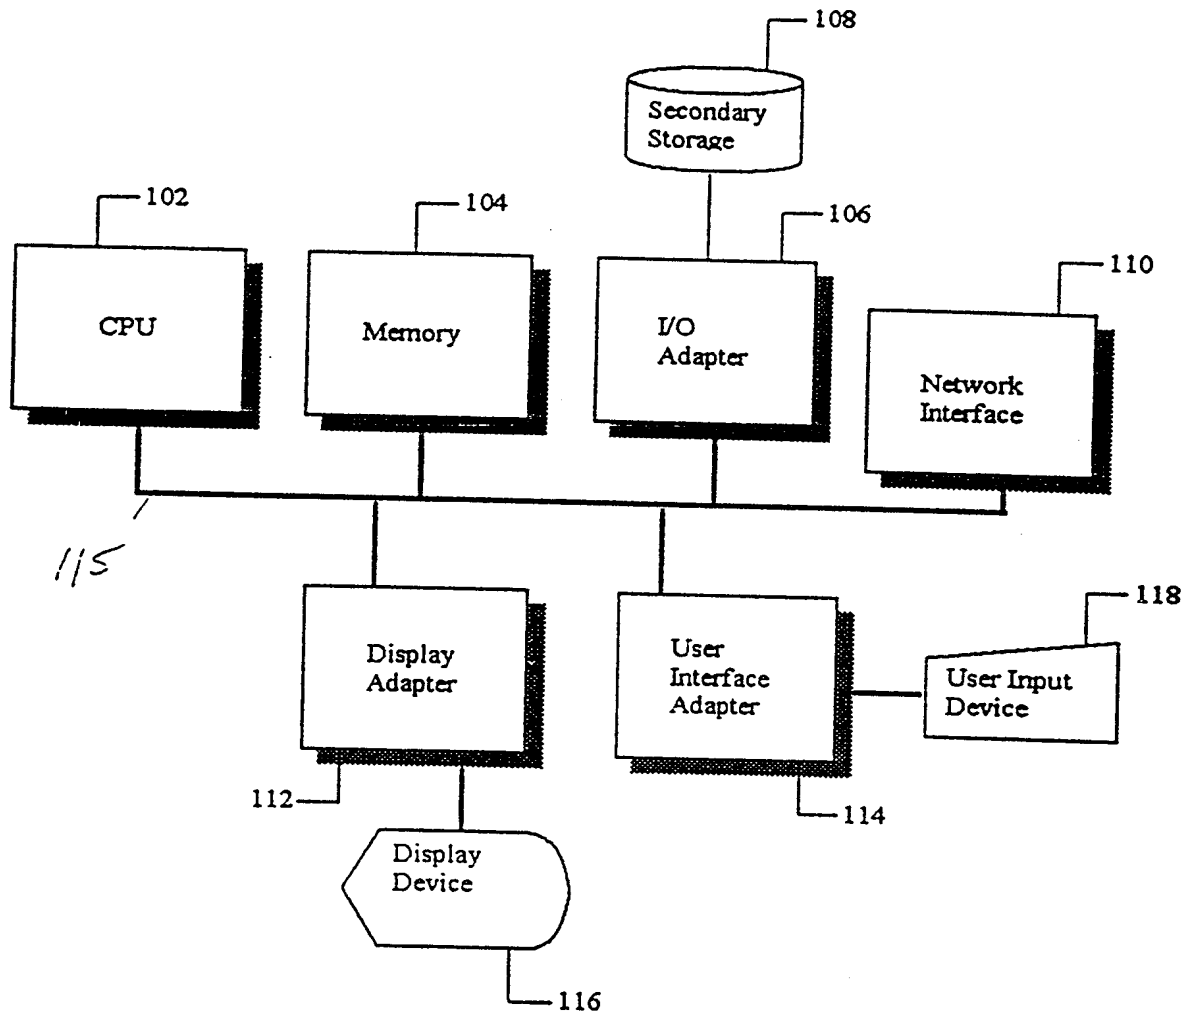 108
Secondary
Storage
102
104
106
110
CPU
Memory
I/O
Adapter
Network
Interface
115
118
Display
Adapter
User
Interface
Adapter
User Input
Device
112
114
Display
Device
116